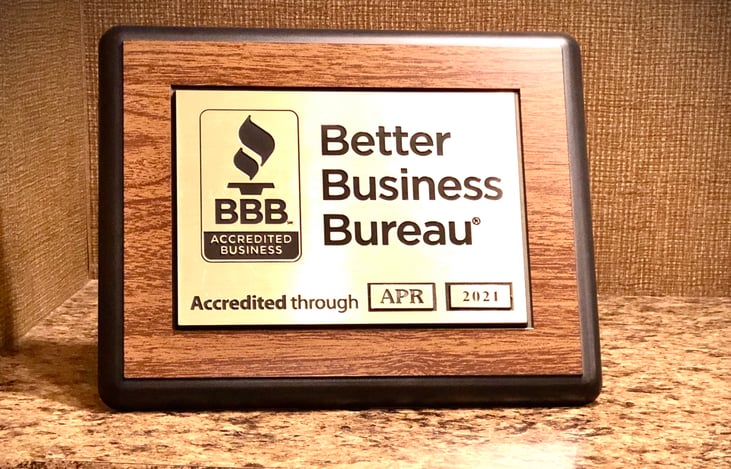 BBB
ACCREDITED
BUSINESS
Better
Business
Bureau®
Accredited through APR 2021